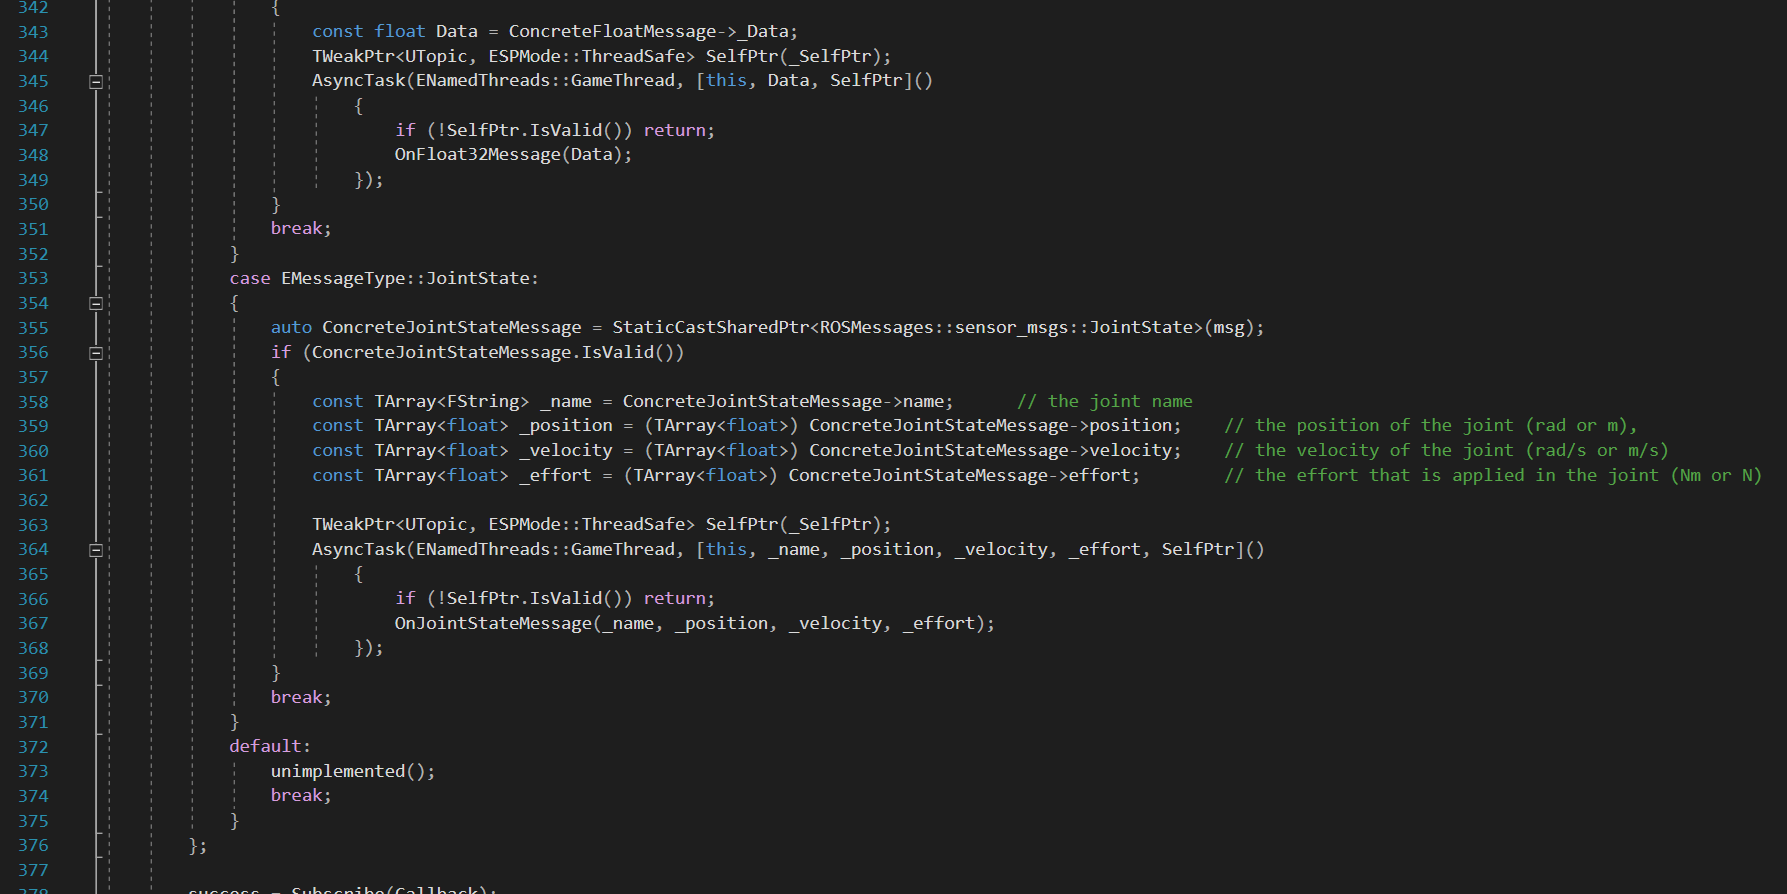 342 {
343 const float Data = ConcreteFloatMessage->_Data;
344 TWeakPtr<UTopic, ESPMode::ThreadSafe> SelfPtr(_SelfPtr);
345 AsyncTask(ENamedThreads::GameThread, [this, Data, SelfPtr]()
346 {
347 if (!SelfPtr.IsValid()) return;
348 OnFloat32Message(Data);
349 });
350 }
351 break;
352 }
353 case EMessageType::JointState:
354 {
355 auto ConcreteJointStateMessage = StaticCastSharedPtr<ROSMessages::sensor_msgs::JointState>(msg);
356 if (ConcreteJointStateMessage.IsValid())
357 {
358 const TArray<FString> _name = ConcreteJointStateMessage->name; // the joint name
359 const TArray<float> _position = (TArray<float>) ConcreteJointStateMessage->position; // the position of the joint (rad or m),
360 const TArray<float> _velocity = (TArray<float>) ConcreteJointStateMessage->velocity; // the velocity of the joint (rad/s or m/s)
361 const TArray<float> _effort = (TArray<float>) ConcreteJointStateMessage->effort; // the effort that is applied in the joint (Nm or N)
362
363 TWeakPtr<UTopic, ESPMode::ThreadSafe> SelfPtr(_SelfPtr);
364 AsyncTask(ENamedThreads::GameThread, [this, _name, _position, _velocity, _effort, SelfPtr]()
365 {
366 if (!SelfPtr.IsValid()) return;
367 OnJointStateMessage(_name, _position, _velocity, _effort);
368 });
369 }
370 break;
371 }
372 default:
373 unimplemented();
374 break;
375 }
376 };
377
378 success = Subscribe(Callback);